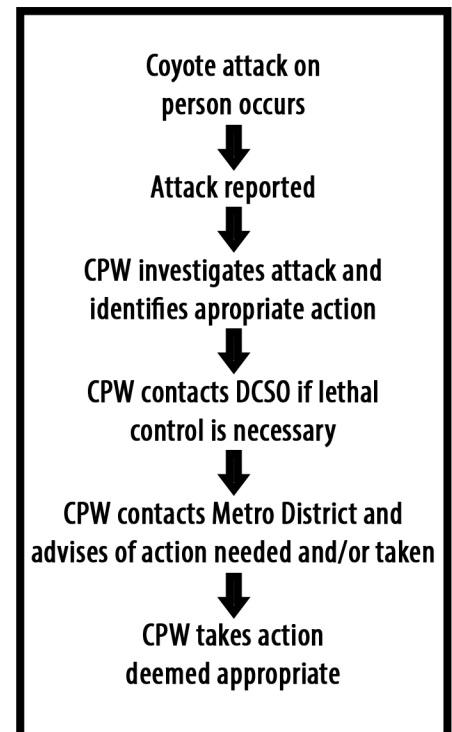 Coyote attack on
person occurs
Attack reported
CPW investigates attack and
identifies apropriate action
CPW contacts DCSO if lethal
control is necessary
CPW contacts Metro District and
advises of action needed and/or taken
CPW takes action
deemed appropriate